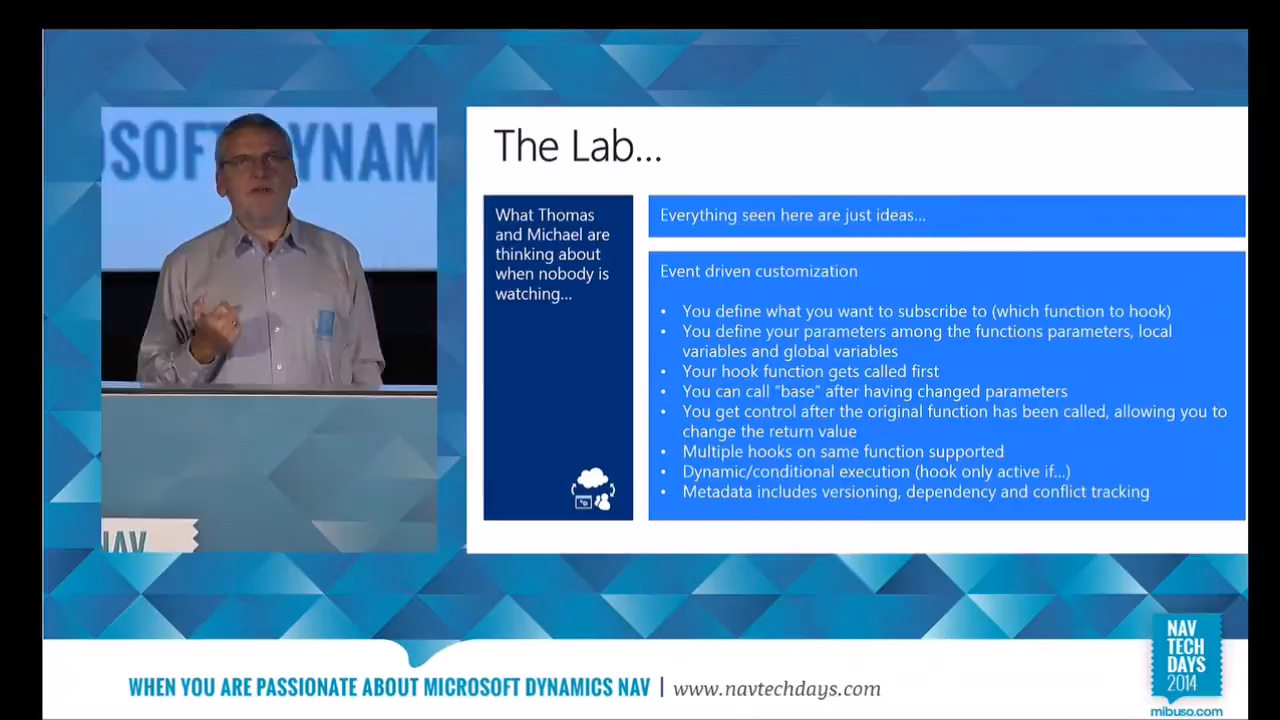 OSOFT DYNAM
NAV
The Lab...
What Thomas
and Michael are
thinking about
when nobody is
watching...
Everything seen here are just ideas...
Event driven customization
• You define what you want to subscribe to (which function to hook)
• You define your parameters among the functions parameters, local
variables and global variables
• Your hook function gets called first
• You can call “base” after having changed parameters
• You get control after the original function has been called, allowing you to
change the return value
• Multiple hooks on same function supported
• Dynamic/conditional execution (hook only active if...)
• Metadata includes versioning, dependency and conflict tracking
WHEN YOU ARE PASSIONATE ABOUT MICROSOFT DYNAMICS NAV | www.navtechdays.com
NAV
TECH
DAYS
2014
mibuso.com